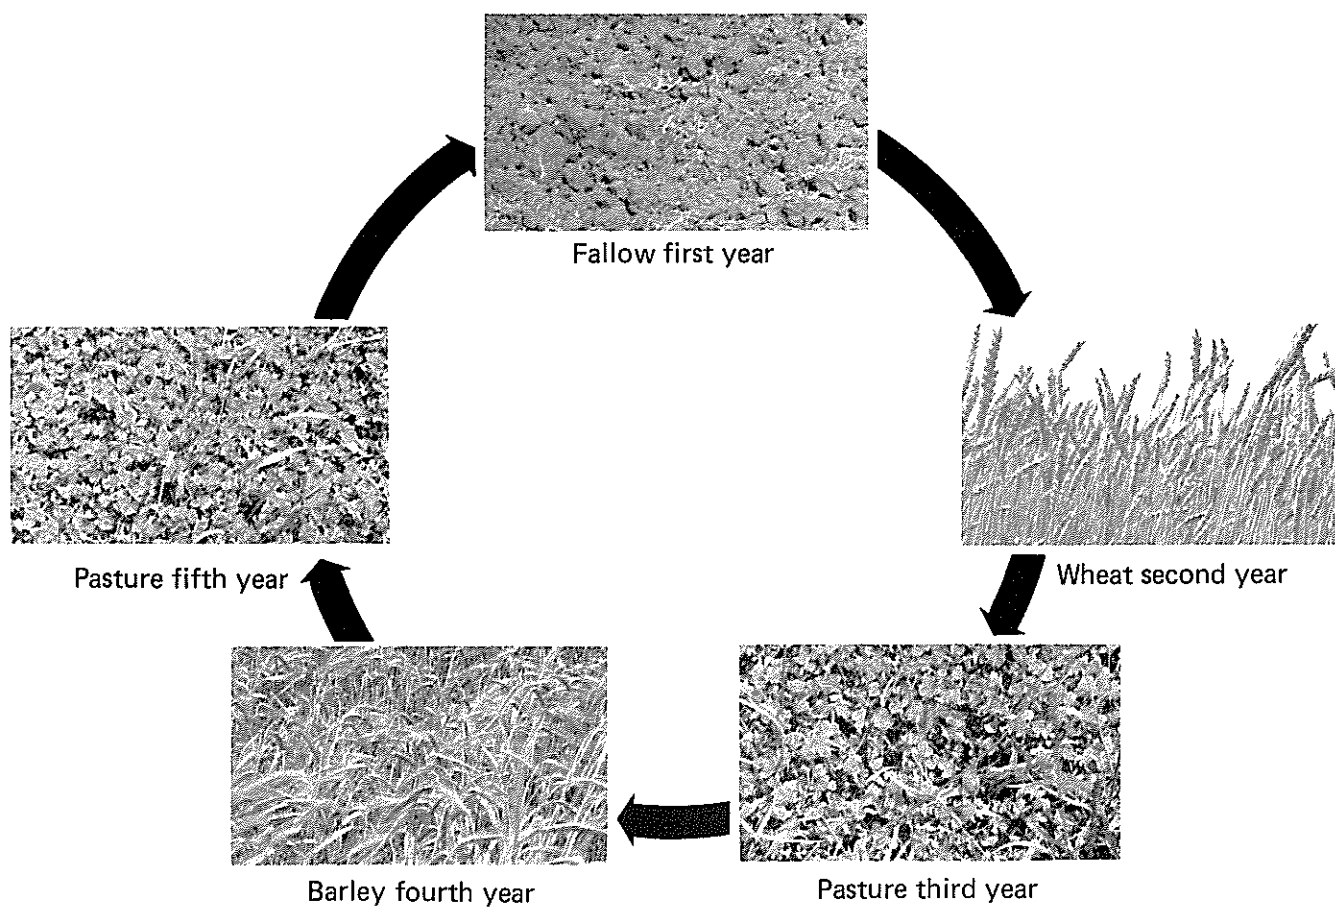 Fallow first year
Wheat second year
Pasture third year
Barley fourth year
Pasture fifth year